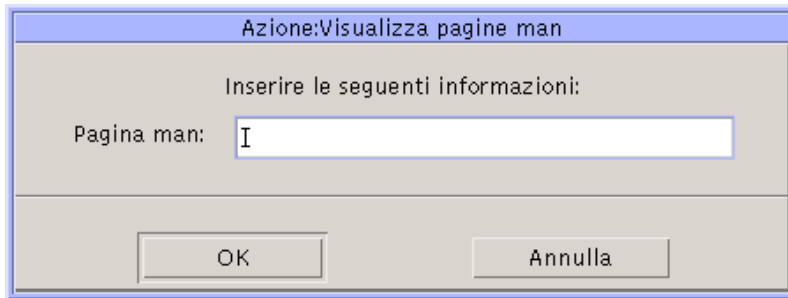 Azione:Visualizza pagine man
Inserire le seguenti informazioni:
Pagina man:
OK Annulla